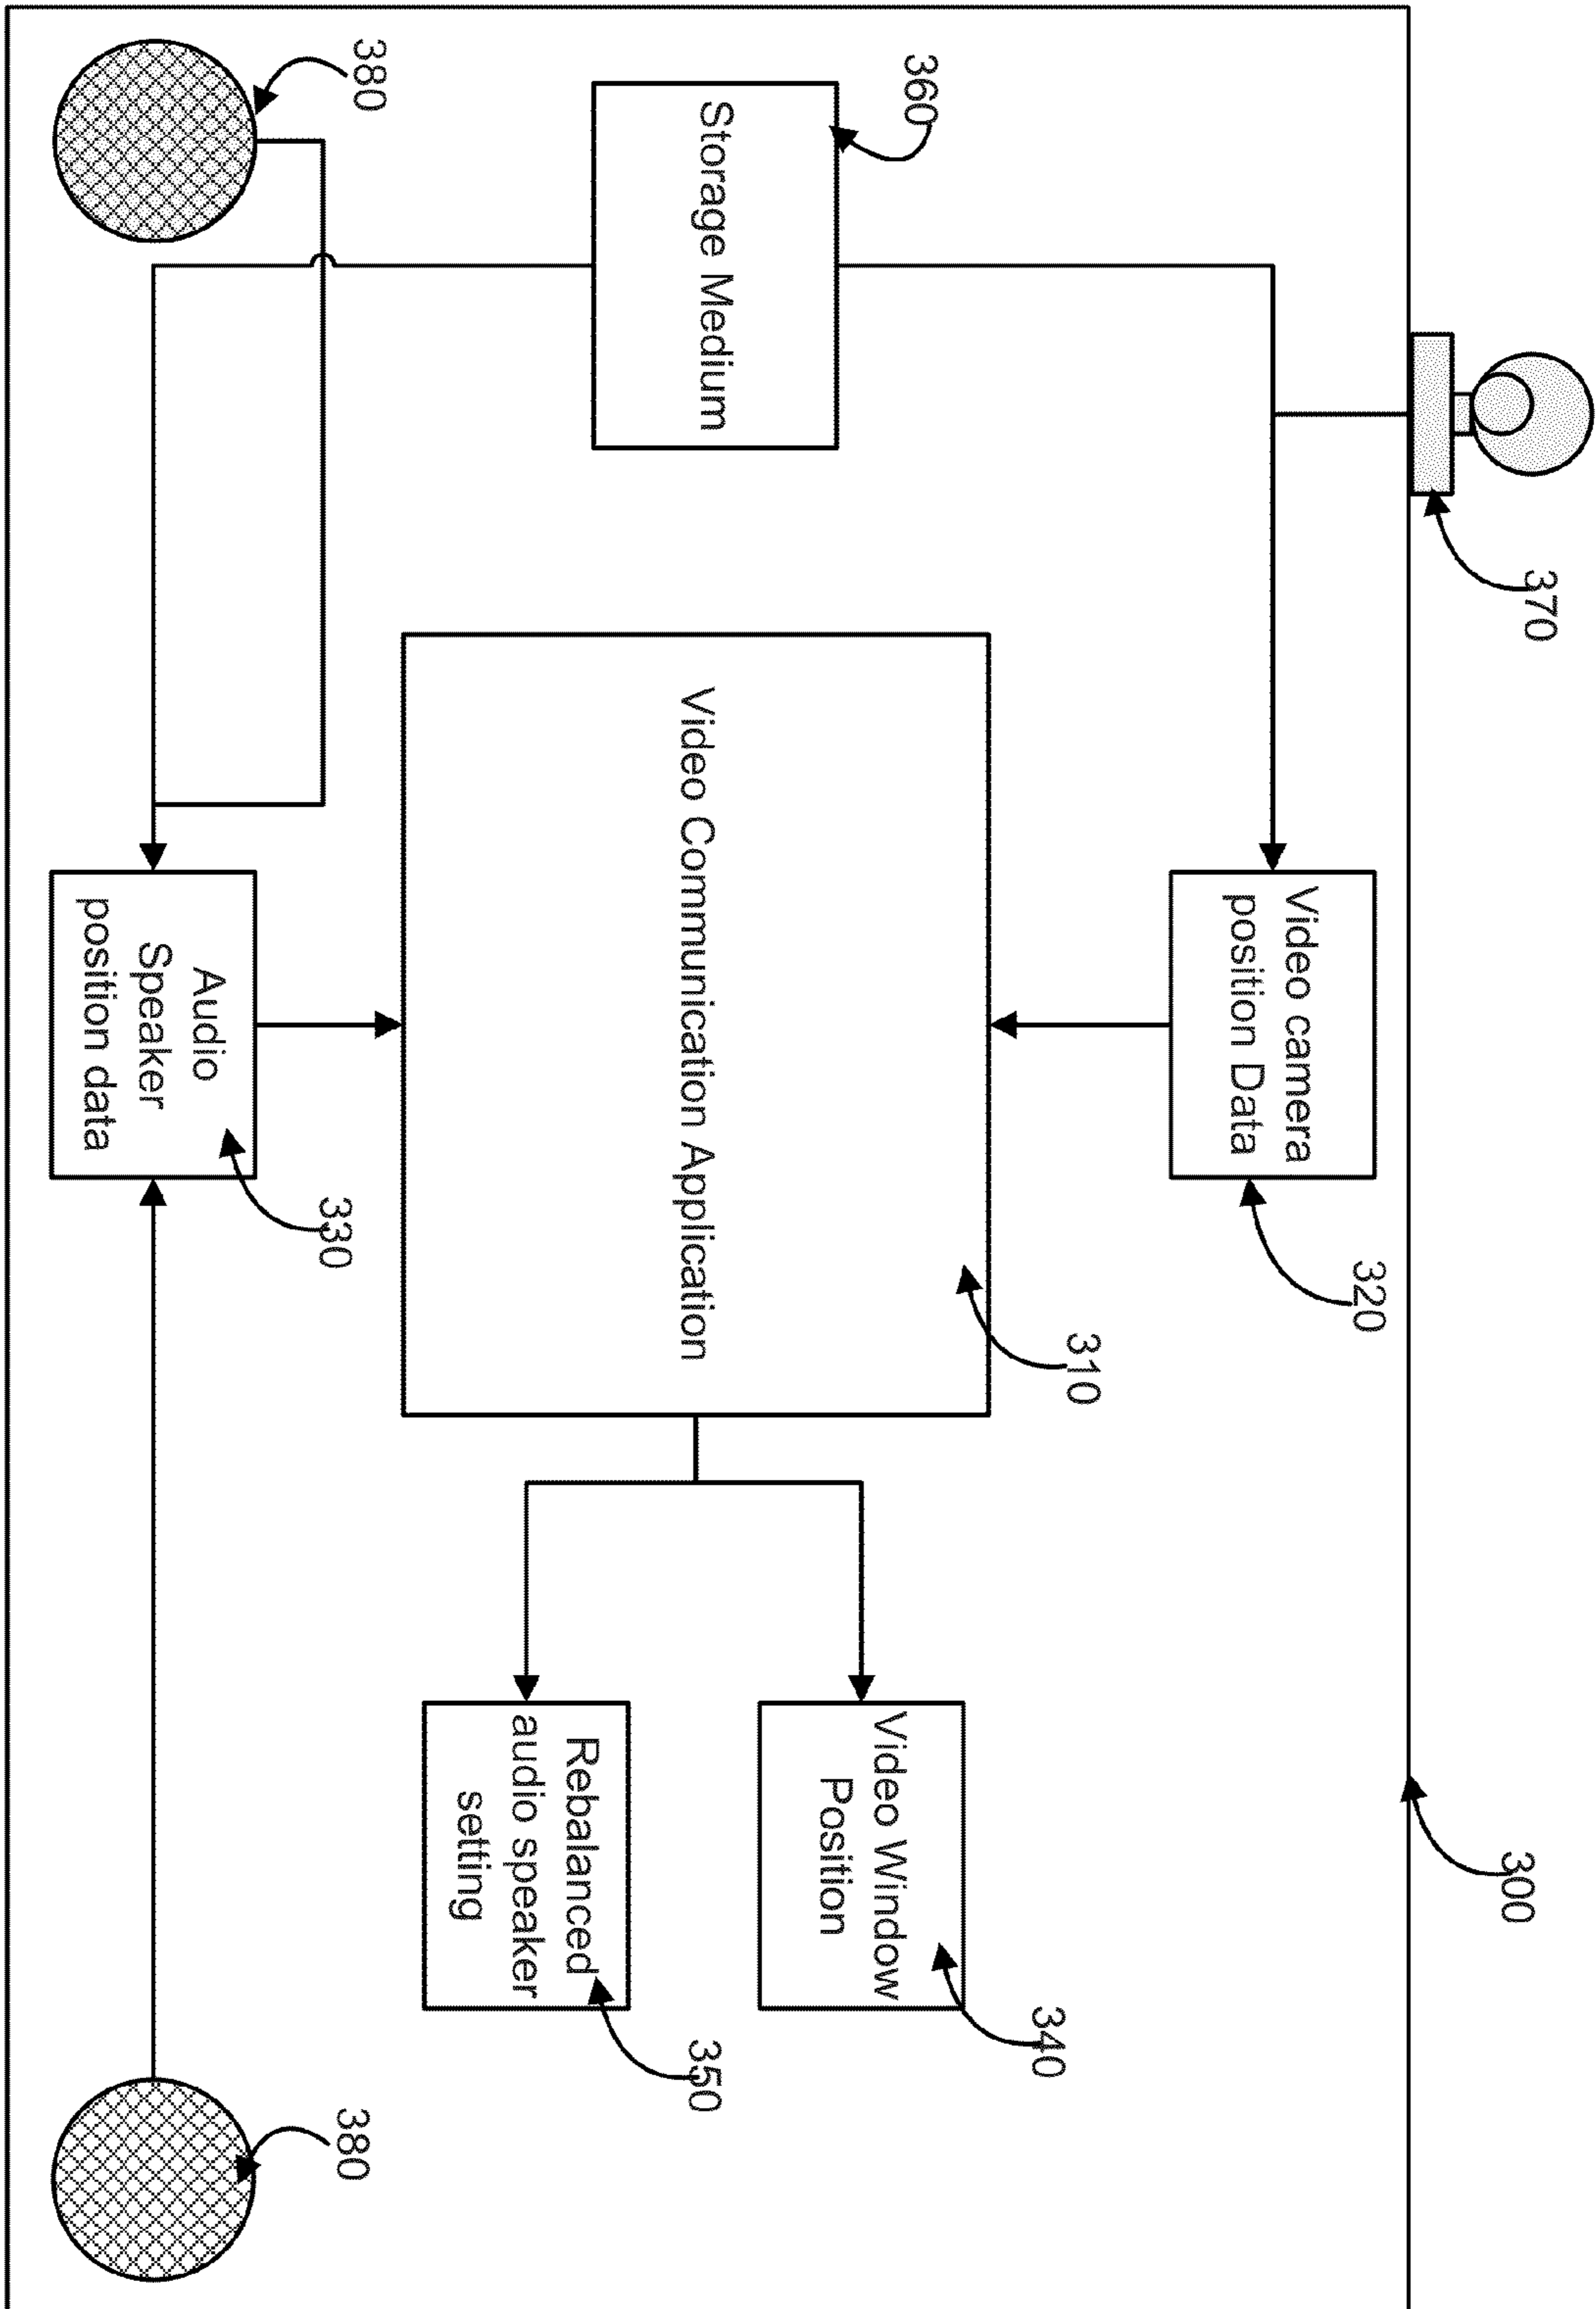 370
300
320
Video camera
position Data
360
Storage Medium
310
Video Communication Application
340
Video Window
Position
350
Rebalanced
audio speaker
setting
380
330
Audio
Speaker
position data
380